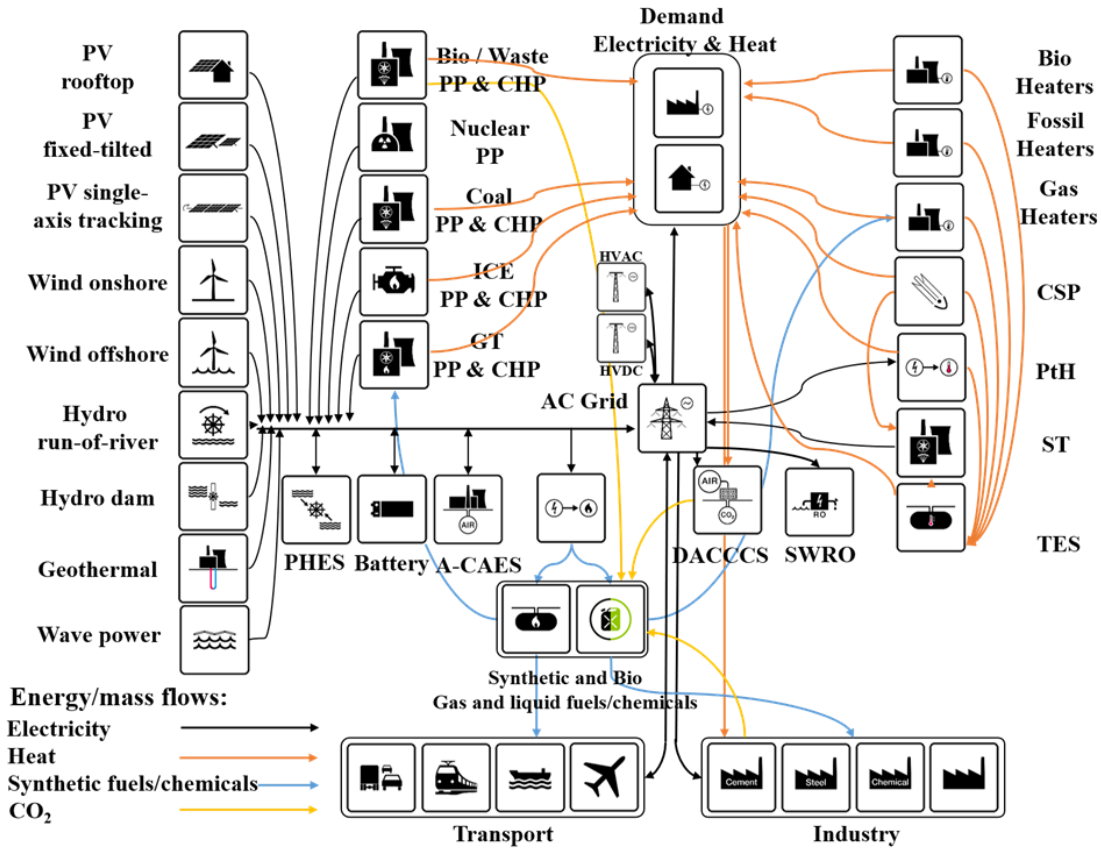 Demand
Electricity & Heat
PV
rooftop
PV
fixed-tilted
PV single-
axis tracking
Wind onshore
Wind offshore
Hydro
run-of-river
Hydro dam
Geothermal
Wave power
Bio / Waste
PP & CHP
Nuclear
PP
Coal
PP & CHP
ICE
PP & CHP
GT
PP & CHP
HVAC
HVDC
AC Grid
Bio
Heaters
Fossil
Heaters
Gas
Heaters
CSP
PtH
ST
TES
AIR
AIR
CO2
RO
PHES
Battery
A-CAES
DACCCS
SWRO
Synthetic and Bio
Gas and liquid fuels/chemicals
Energy/mass flows:
Electricity
Heat
Synthetic fuels/chemicals
CO2
Cement
Steel
Chemical
Transport
Industry